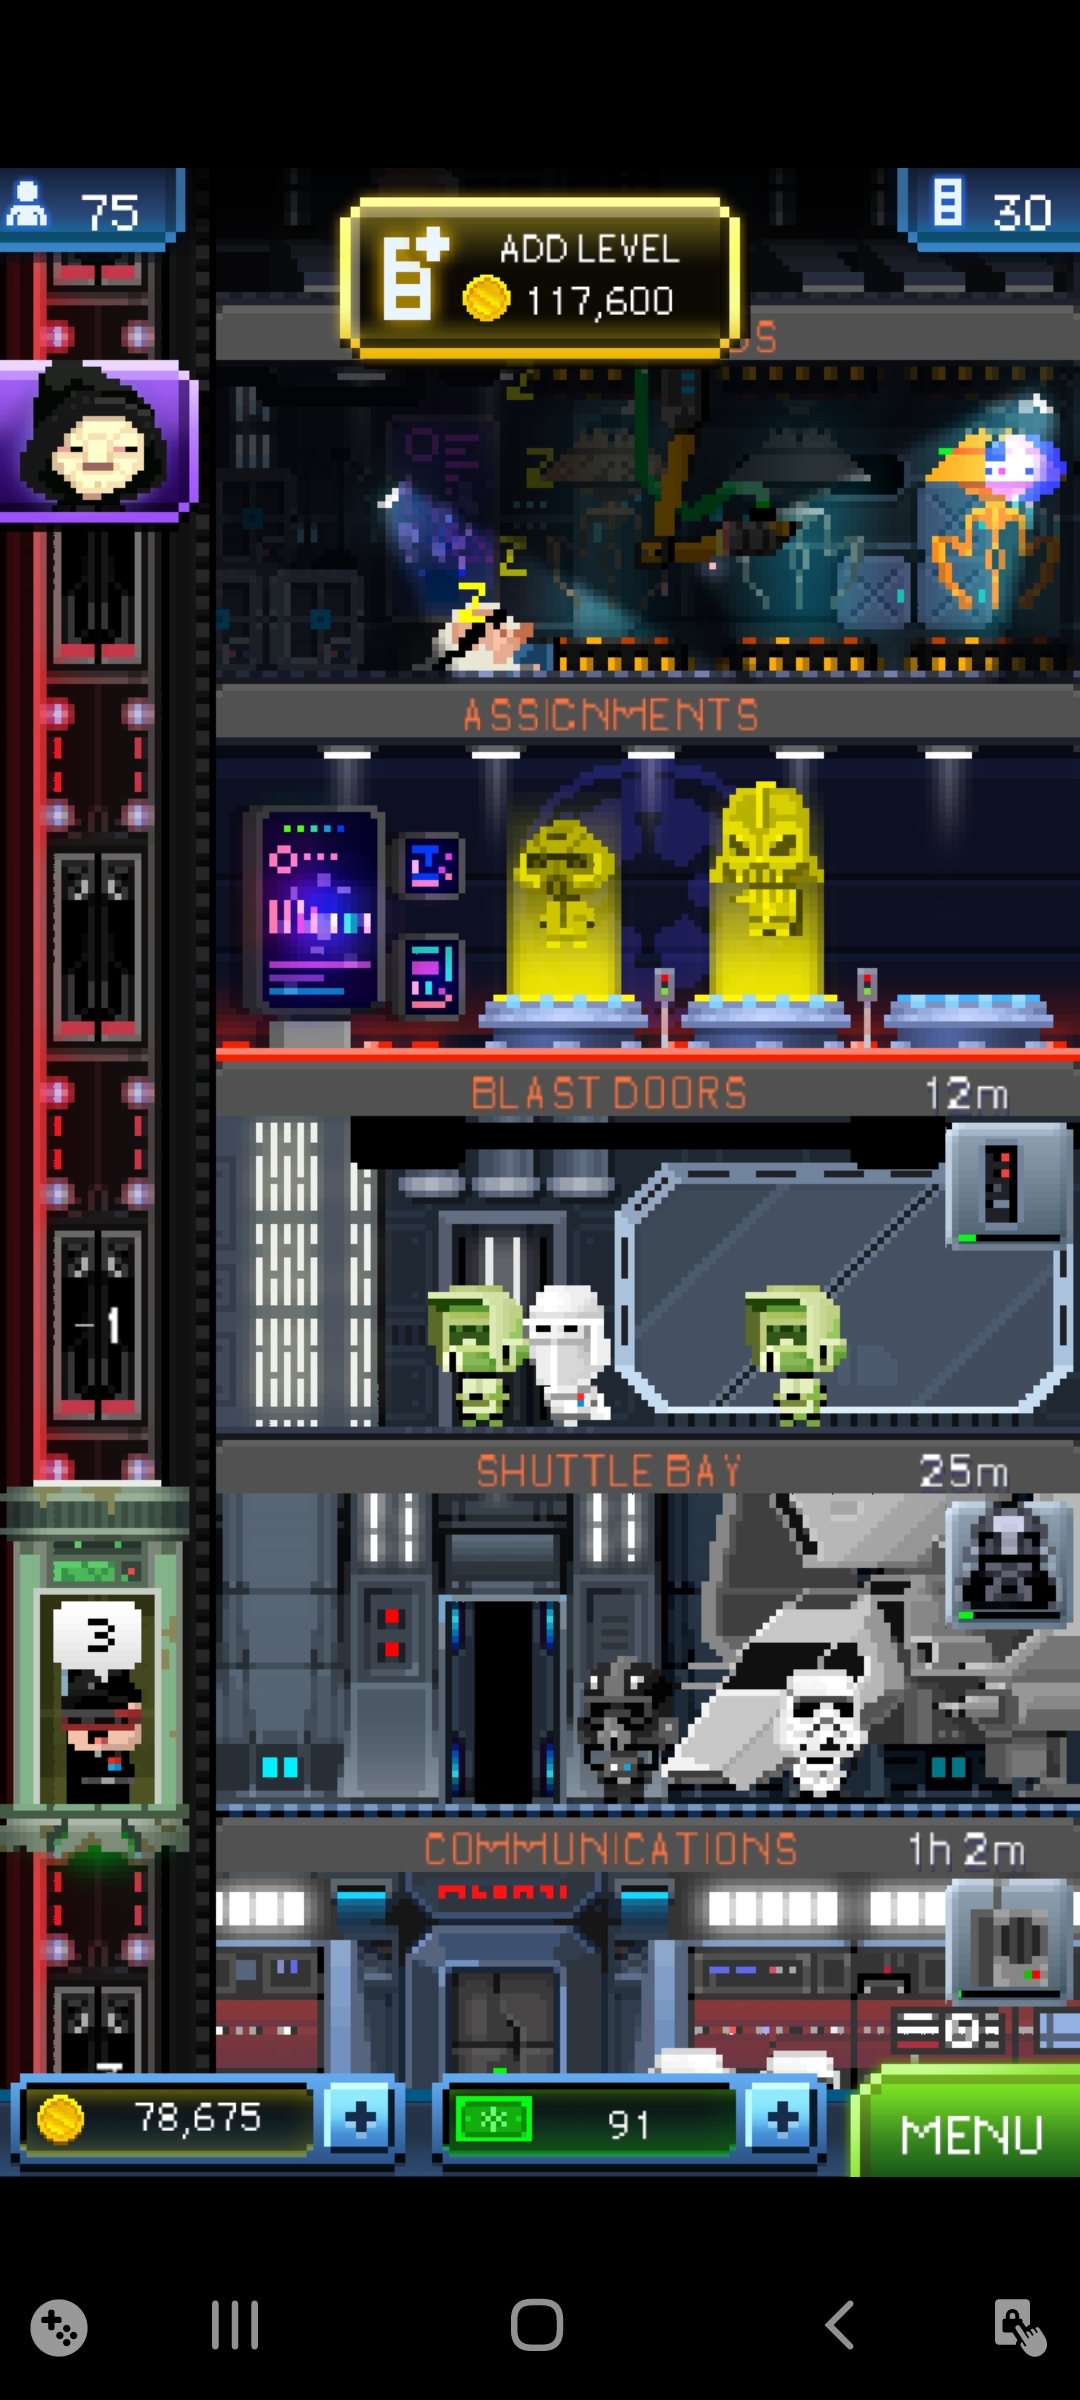 75
30
ADD LEVEL
117,600
Z
Z
Z
Z
ASSIGNMENTS
BLAST DOORS 12m
-1
SHUTTLE BAY 25m
3
COMMUNICATIONS 1h 2m
78,675
91
MENU